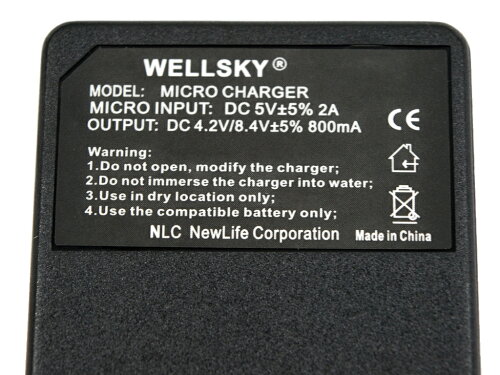 WELLSKY®
MODEL: MICRO CHARGER
MICRO INPUT: DC 5V±5% 2A
OUTPUT: DC 4.2V/8.4V±5% 800mA
CE
Warning:
1.Do not open, modify the charger;
2.Do not immerse the charger into water;
3.Use in dry location only;
4.Use the compatible battery only;
NLC NewLife Corporation
Made in China